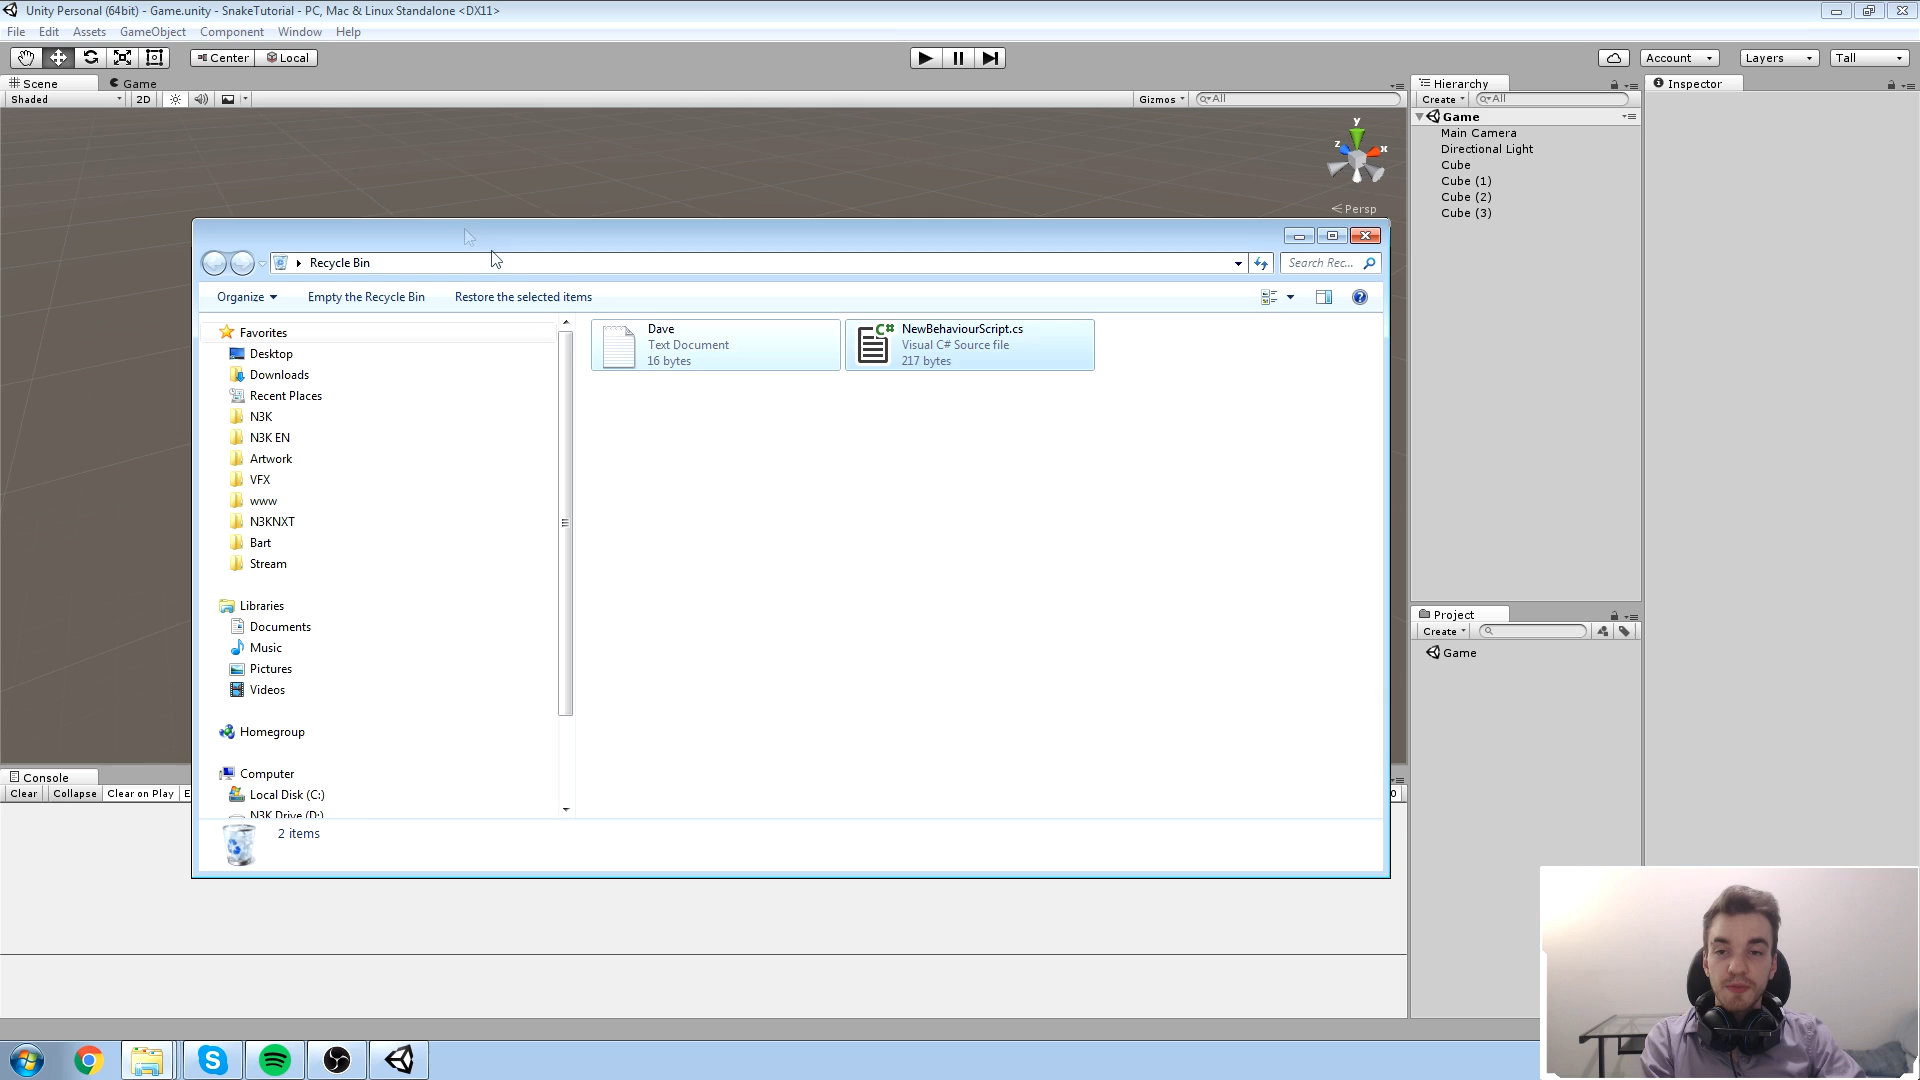 Unity Personal (64bit) - Game.unity - SnakeTutorial - PC, Mac & Linux Standalone <DX11>
File Edit Assets GameObject Component Window Help
Center Local Account Layers Tall
Scene Game Hierarchy Inspector
Shaded 2D Gizmos All Create All
Game
Main Camera
Directional Light
Cube
Cube (1)
Cube (2)
Cube (3)
y
z x
Persp
Recycle Bin Search Rec...
Organize Empty the Recycle Bin Restore the selected items
Favorites
Desktop
Downloads
Recent Places
N3K
N3K EN
Artwork
VFX
www
N3KNXT
Bart
Stream
Libraries
Documents
Music
Pictures
Videos
Homegroup
Computer
Local Disk (C:)
N3K Drive (D:)
Dave
Text Document
16 bytes
C#
NewBehaviourScript.cs
Visual C# Source file
217 bytes
2 items
Project
Create
Game
Console
Clear Collapse Clear on Play E 0